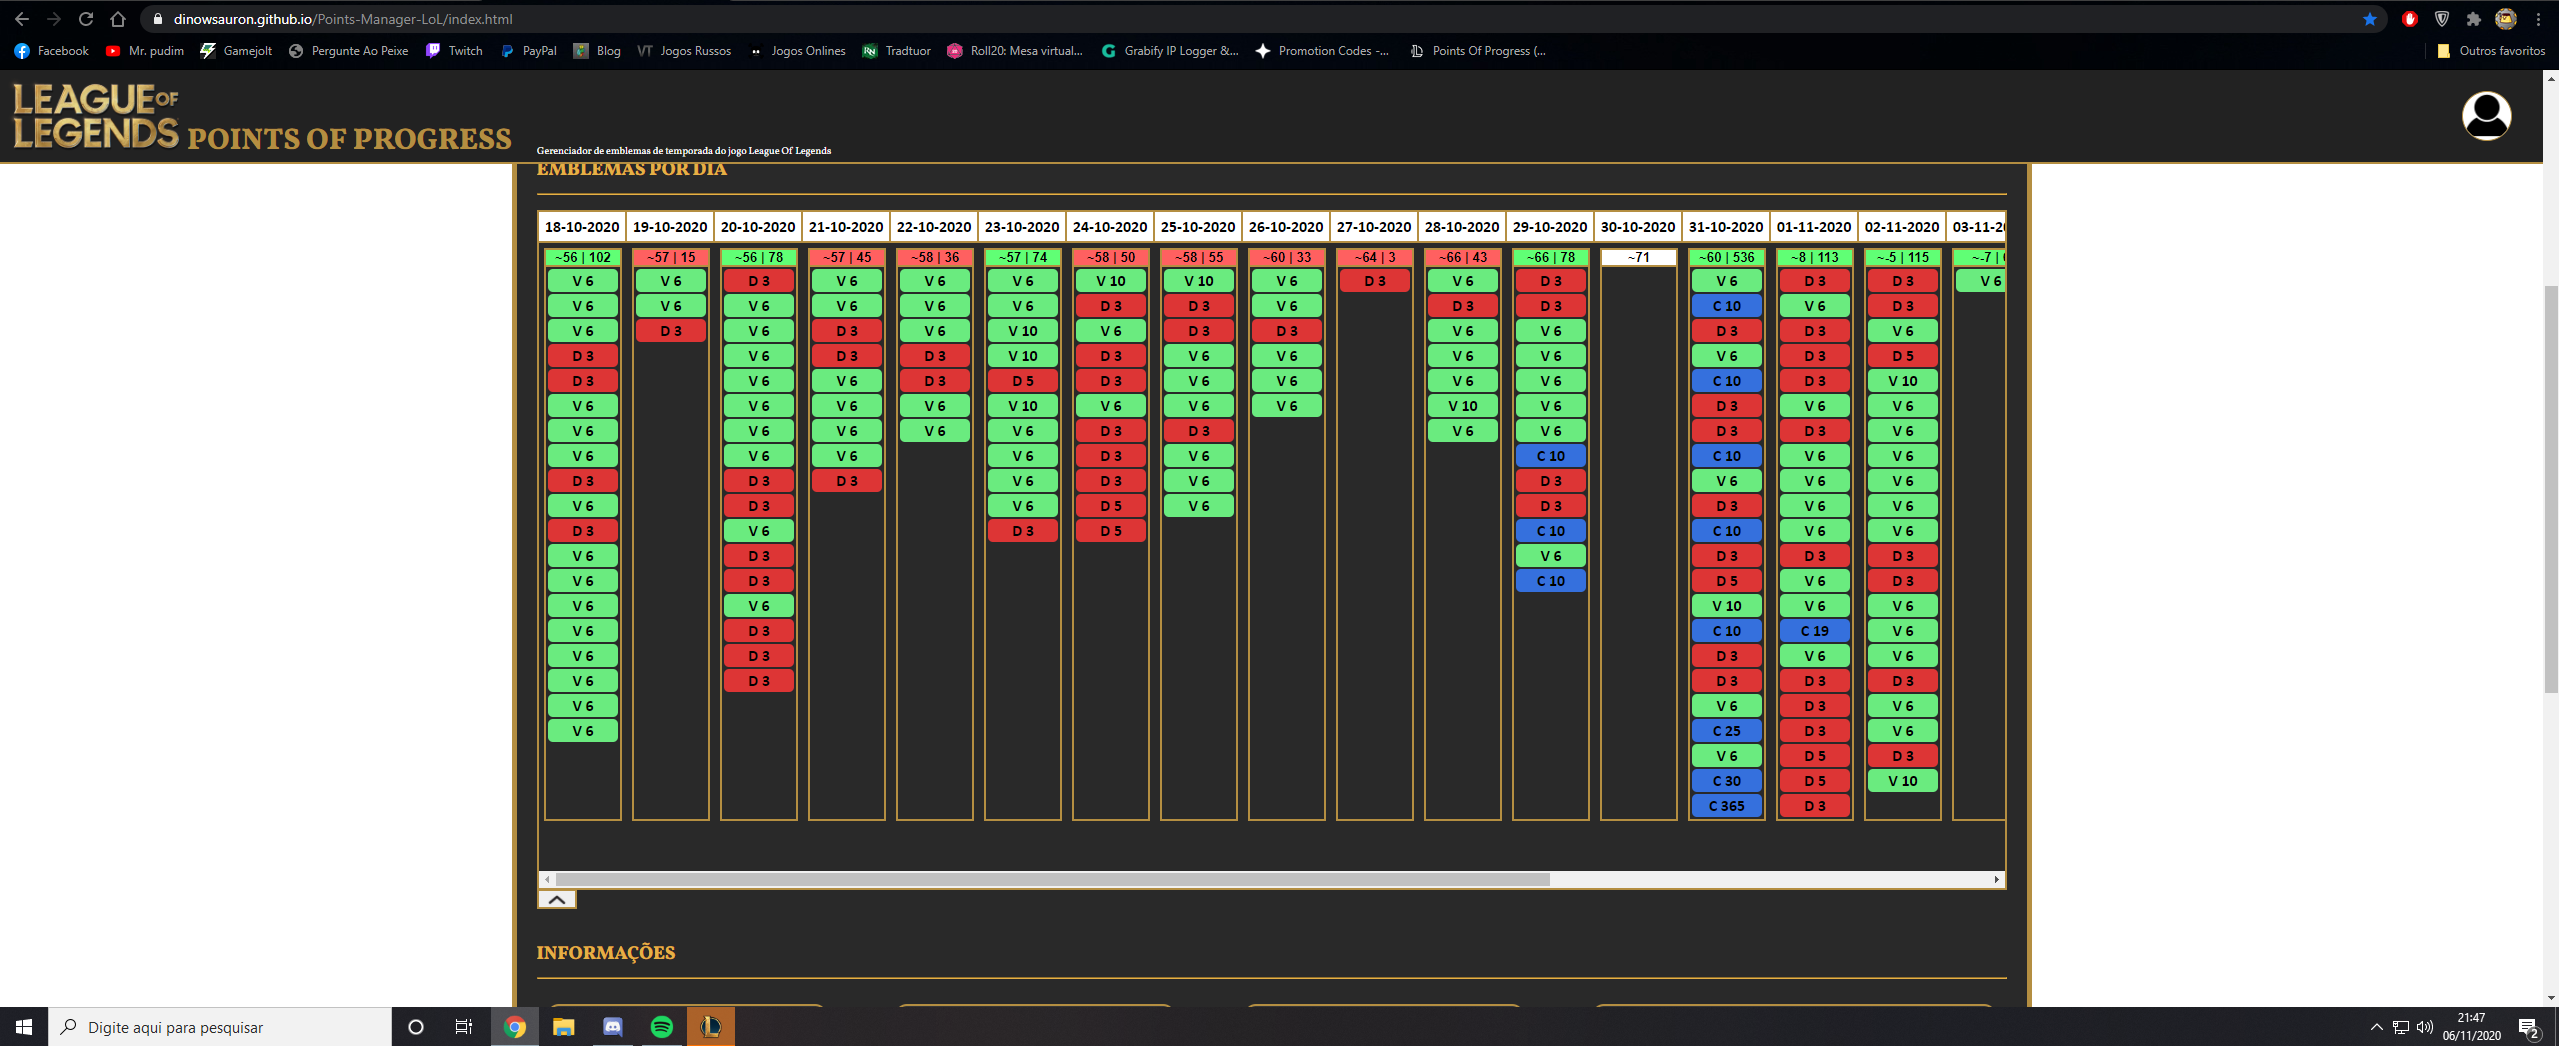 dinowsauron.github.io/Points-Manager-LoL/index.html
Facebook Mr. pudim Gamejolt Pergunte Ao Peixe Twitch PayPal Blog VT Jogos Russos Jogos Onlines Tradtuor Roll20: Mesa virtual... Grabify IP Logger &... Promotion Codes -... Points Of Progress (... Outros favoritos
LEAGUE OF
LEGENDS POINTS OF PROGRESS
Gerenciador de emblemas de temporada do jogo League Of Legends
EMBLEMAS POR DIA
18-10-2020 19-10-2020 20-10-2020 21-10-2020 22-10-2020 23-10-2020 24-10-2020 25-10-2020 26-10-2020 27-10-2020 28-10-2020 29-10-2020 30-10-2020 31-10-2020 01-11-2020 02-11-2020 03-11-2
~56 | 102 ~57 | 15 ~56 | 78 ~57 | 45 ~58 | 36 ~57 | 74 ~58 | 50 ~58 | 55 ~60 | 33 ~64 | 3 ~66 | 43 ~66 | 78 ~71 ~60 | 536 ~8 | 113 ~-5 | 115 ~-7 |
V 6 V 6 D 3 V 6 V 6 V 6 V 10 V 10 V 6 D 3 V 6 D 3 V 6 D 3 D 3 V 6
V 6 V 6 V 6 V 6 V 6 V 6 D 3 D 3 V 6 D 3 D 3 C 10 V 6 D 3
V 6 D 3 V 6 D 3 V 6 V 10 V 6 D 3 D 3 V 6 V 6 D 3 D 3 V 6
D 3 V 6 D 3 D 3 V 10 D 3 V 6 V 6 V 6 V 6 V 6 D 3 D 5
D 3 V 6 V 6 D 3 D 5 D 3 V 6 V 6 V 6 V 6 C 10 D 3 V 10
V 6 V 6 V 6 V 6 V 10 V 6 V 6 V 6 V 10 V 6 D 3 V 6 V 6
V 6 V 6 V 6 V 6 V 6 D 3 D 3 V 6 V 6 D 3 D 3 V 6
V 6 V 6 V 6 V 6 D 3 V 6 C 10 C 10 V 6 V 6
D 3 D 3 D 3 V 6 D 3 V 6 D 3 V 6 V 6 V 6
V 6 D 3 V 6 D 5 V 6 D 3 D 3 V 6 V 6
D 3 V 6 D 3 D 5 C 10 C 10 V 6 V 6
V 6 D 3 V 6 D 3 D 3 D 3
V 6 D 3 C 10 D 5 V 6 D 3
V 6 V 6 V 10 V 6 V 6
V 6 D 3 C 10 C 19 V 6
V 6 D 3 D 3 V 6 V 6
V 6 D 3 D 3 D 3 D 3
V 6 V 6 D 3 V 6
V 6 C 25 D 3 V 6
V 6 D 5 D 3
C 30 D 5 V 10
C 365 D 3
INFORMAÇÕES
Digite aqui para pesquisar
21:47
06/11/2020
2